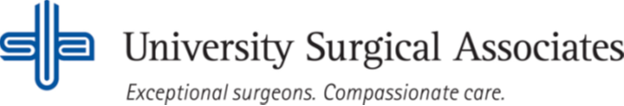 University Surgical Associates
Exceptional surgeons. Compassionate care.